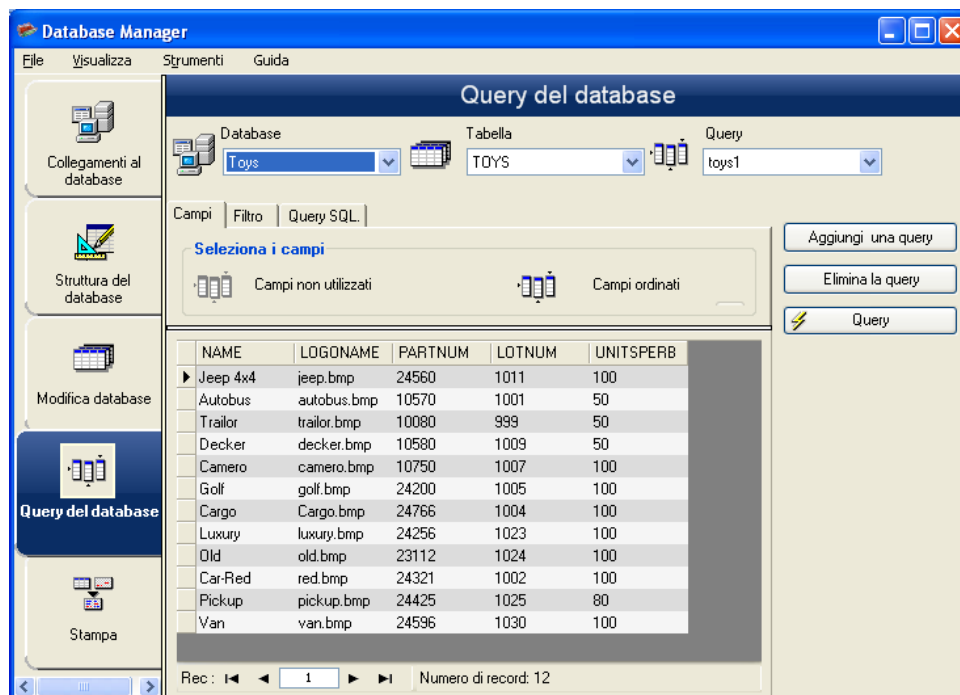 Database Manager
File Visualizza Strumenti Guida
Query del database
Database Tabella Query
Toys TOYS toys1
Collegamenti al
database
Campi Filtro Query SQL.
Seleziona i campi
Campi non utilizzati Campi ordinati
Aggiungi una query
Elimina la query
Query
Struttura del
database
Modifica database
Query del database
Stampa
NAME LOGONAME PARTNUM LOTNUM UNITSPERB
Jeep 4x4 jeep.bmp 24560 1011 100
Autobus autobus.bmp 10570 1001 50
Trailor trailor.bmp 10080 999 50
Decker decker.bmp 10580 1009 50
Camero camero.bmp 10750 1007 100
Golf golf.bmp 24200 1005 100
Cargo Cargo.bmp 24766 1004 100
Luxury luxury.bmp 24256 1023 100
Old old.bmp 23112 1024 100
Car-Red red.bmp 24321 1002 100
Pickup pickup.bmp 24425 1025 80
Van van.bmp 24596 1030 100
Rec : 1 Numero di record: 12